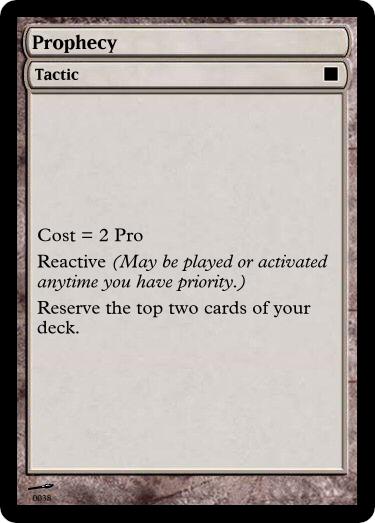 Prophecy
Tactic
Cost = 2 Pro
Reactive (May be played or activated
anytime you have priority.)
Reserve the top two cards of your
deck.
0038